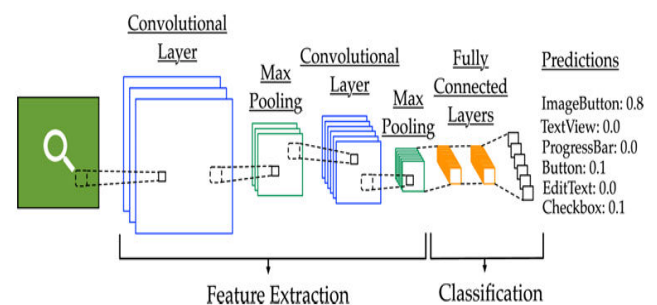 Convolutional
Layer
Max
Pooling
Convolutional
Layer
Max
Pooling
Fully
Connected
Layers
Predictions
ImageButton: 0.8
TextView: 0.0
ProgressBar: 0.0
Button: 0.1
EditText: 0.0
Checkbox: 0.1
Feature Extraction
Classification